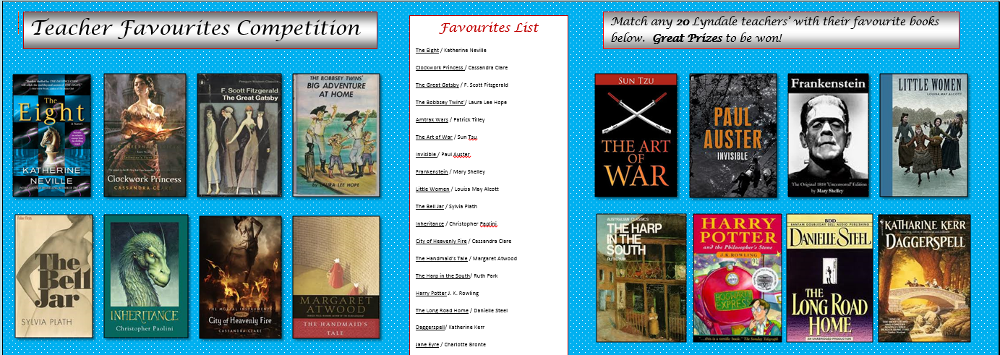 Teacher Favourites Competition
Favourites List
The Eight / Katherine Neville
Clockwork Princess / Cassandra Clare
The Great Gatsby / F. Scott Fitzgerald
The Bobbsey Twins'/ Laura Lee Hope
Amtrak Wars / Patrick Tilley
The Art of War / Sun Tsu
Invisible / Paul Auster.
Frankenstein / Mary Shelley
Little Women / Louisa May Alcott
The Bell Jar / Sylvia Plath
Inheritance / Christopher Paolini.
City of Heavenly Fire / Cassandra Clare
The Handmaid's Tale / Margaret Atwood
The Harp in the South/ Ruth Park
Harry Potter J. K. Rowling
The Long Road Home / Danielle Steel
Daggerspell/ Katherine Kerr
Jane Eyre / Charlotte Bronte
Match any 20 Lyndale teachers' with their favourite books
below. Great Prizes to be won!
The
Eight
A Novel
KATHERINE
NEVILLE
Clockwork Princess
CASSANDRA CLARE
Penguin Modern Classics
F. Scott Fitzgerald
The Great Gatsby
THE BOBBSEY TWINS'
BIG ADVENTURE
AT HOME
by LAURA LEE HOPE
SUN TZU
THE ART
OF
WAR
PAUL
AUSTER
INVISIBLE
Frankenstein
The Original 1818 'Uncensored' Edition
by Mary Shelley
LITTLE WOMEN
LOUISA MAY ALCOTT
The
Bell
Jar
SYLVIA PLATH
INHERITANCE
Christopher Paolini
THE MORTAL INSTRUMENTS
City of Heavenly Fire
CASSANDRA CLARE
MARGARET
ATWOOD
THE HANDMAID'S
TALE
AUSTRALIAN CLASSICS
THE HARP
IN THE
SOUTH
RUTH PARK
HARRY
POTTER
and the Philosopher's Stone
J.K. ROWLING
HOGWARTS
EXPRESS
"...this is a terrific book." The Sunday Telegraph
BDD
BANTAM DOUBLEDAY DELL AUDIO PUBLISHING
DANIELLE STEEL
THE
LONG ROAD
HOME
AN UNABRIDGED PRODUCTION
KATHARINE KERR
DAGGERSPELL